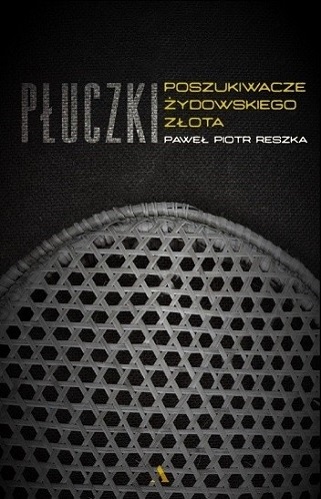 PŁUCZKI
POSZUKIWACZE
ŻYDOWSKIEGO
ZŁOTA
PAWEŁ PIOTR RESZKA